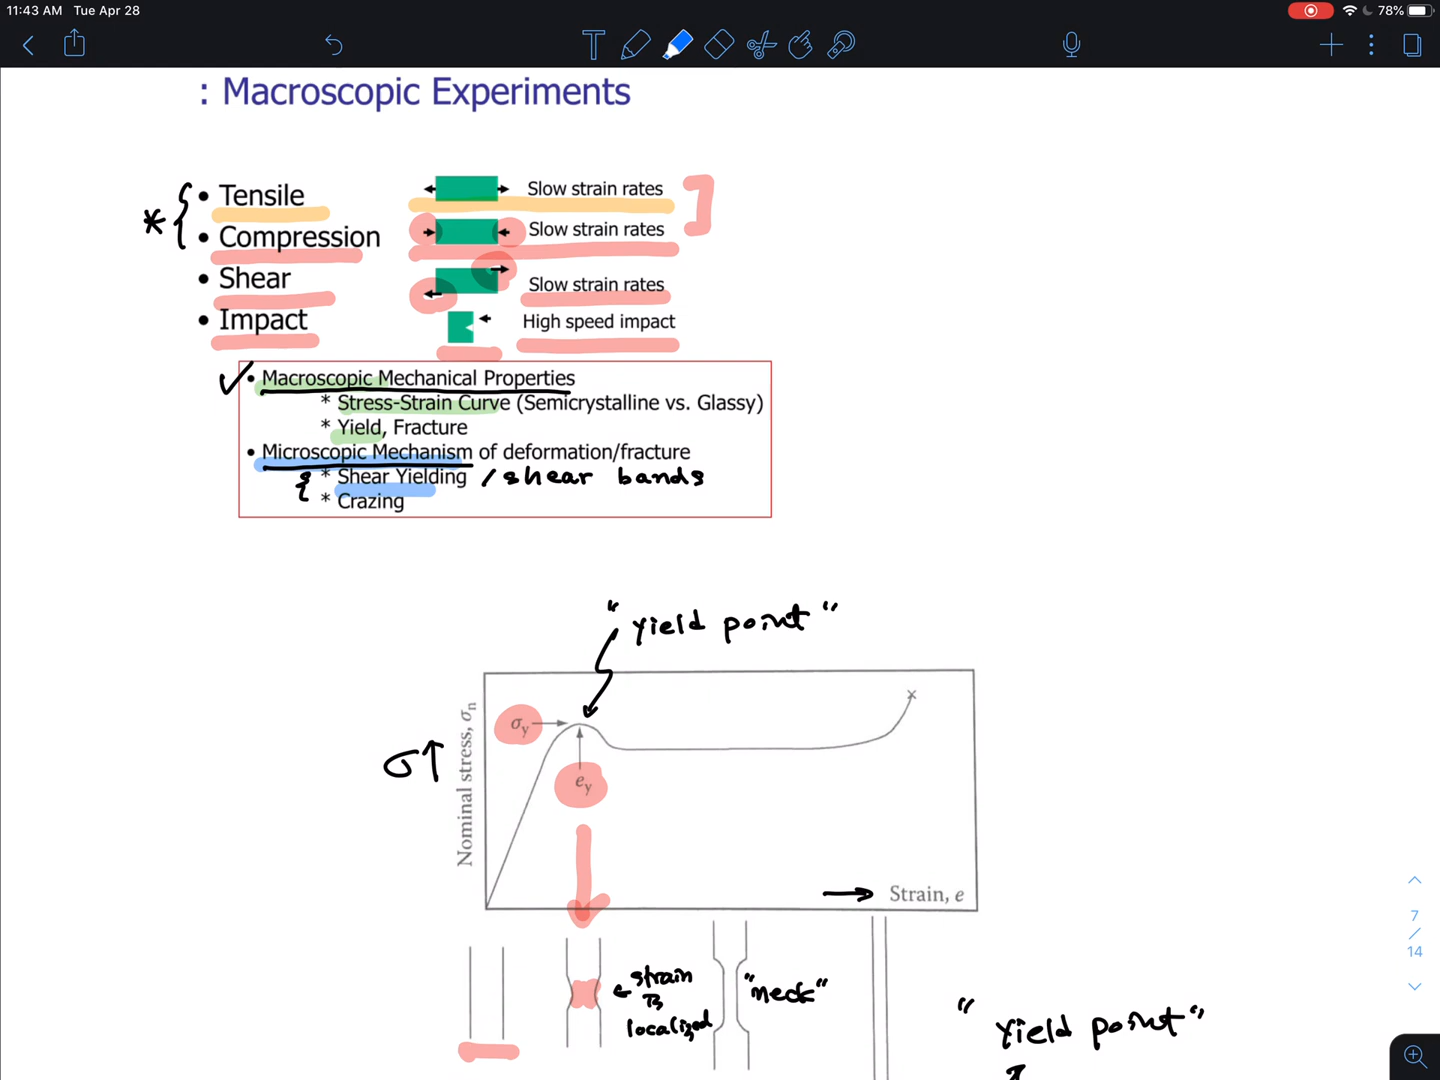 11:43 AM Tue Apr 28
78%
: Macroscopic Experiments
* { • Tensile
Slow strain rates
• Compression
Slow strain rates
• Shear
Slow strain rates
• Impact
High speed impact
• Macroscopic Mechanical Properties
* Stress-Strain Curve (Semicrystalline vs. Glassy)
* Yield, Fracture
• Microscopic Mechanism of deformation/fracture
* Shear Yielding / shear bands
* Crazing
"yield point"
σy
ey
σ↑
Nominal stress, σn
Strain, e
strain
is
localized
"neck"
"yield point"
7
/
14